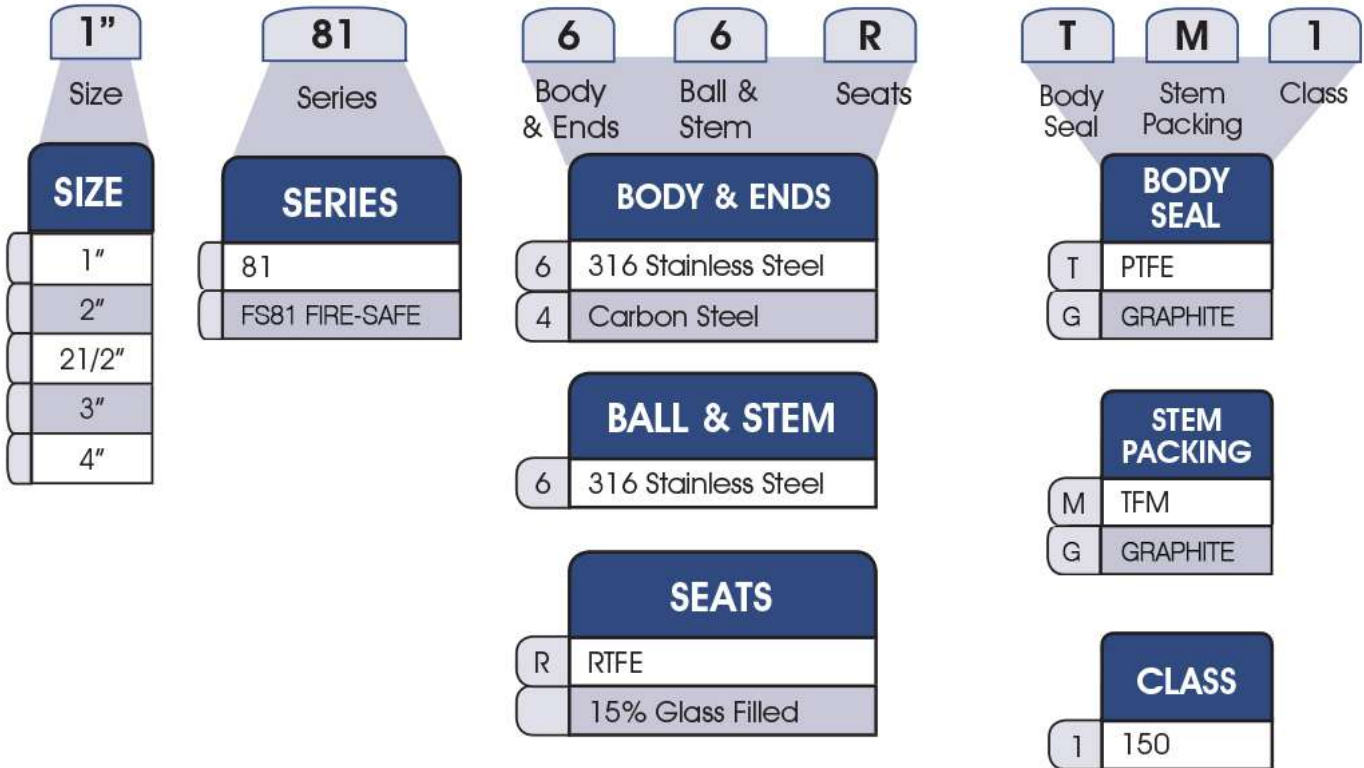 1” 81 6 6 R T M 1
Size Series Body & Ends Ball & Stem Seats Body Seal Stem Packing Class
SIZE
1"
2"
21/2"
3"
4"
SERIES
81
FS81 FIRE-SAFE
BODY & ENDS
6 316 Stainless Steel
4 Carbon Steel
BALL & STEM
6 316 Stainless Steel
SEATS
R RTFE
15% Glass Filled
BODY
SEAL
T PTFE
G GRAPHITE
STEM
PACKING
M TFM
G GRAPHITE
CLASS
1 150